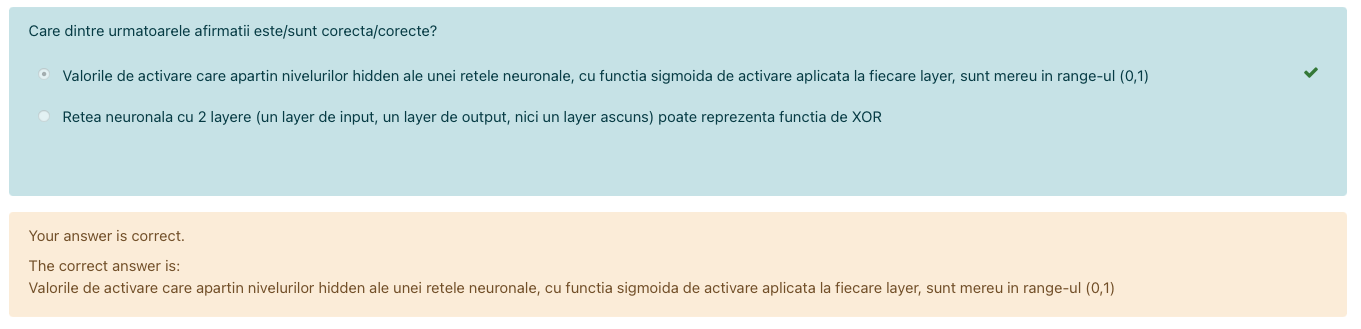 Care dintre urmatoarele afirmatii este/sunt corecta/corecte?
Valorile de activare care apartin nivelurilor hidden ale unei retele neuronale, cu functia sigmoida de activare aplicata la fiecare layer, sunt mereu in range-ul (0,1)
Retea neuronala cu 2 layere (un layer de input, un layer de output, nici un layer ascuns) poate reprezenta functia de XOR
Your answer is correct.
The correct answer is:
Valorile de activare care apartin nivelurilor hidden ale unei retele neuronale, cu functia sigmoida de activare aplicata la fiecare layer, sunt mereu in range-ul (0,1)